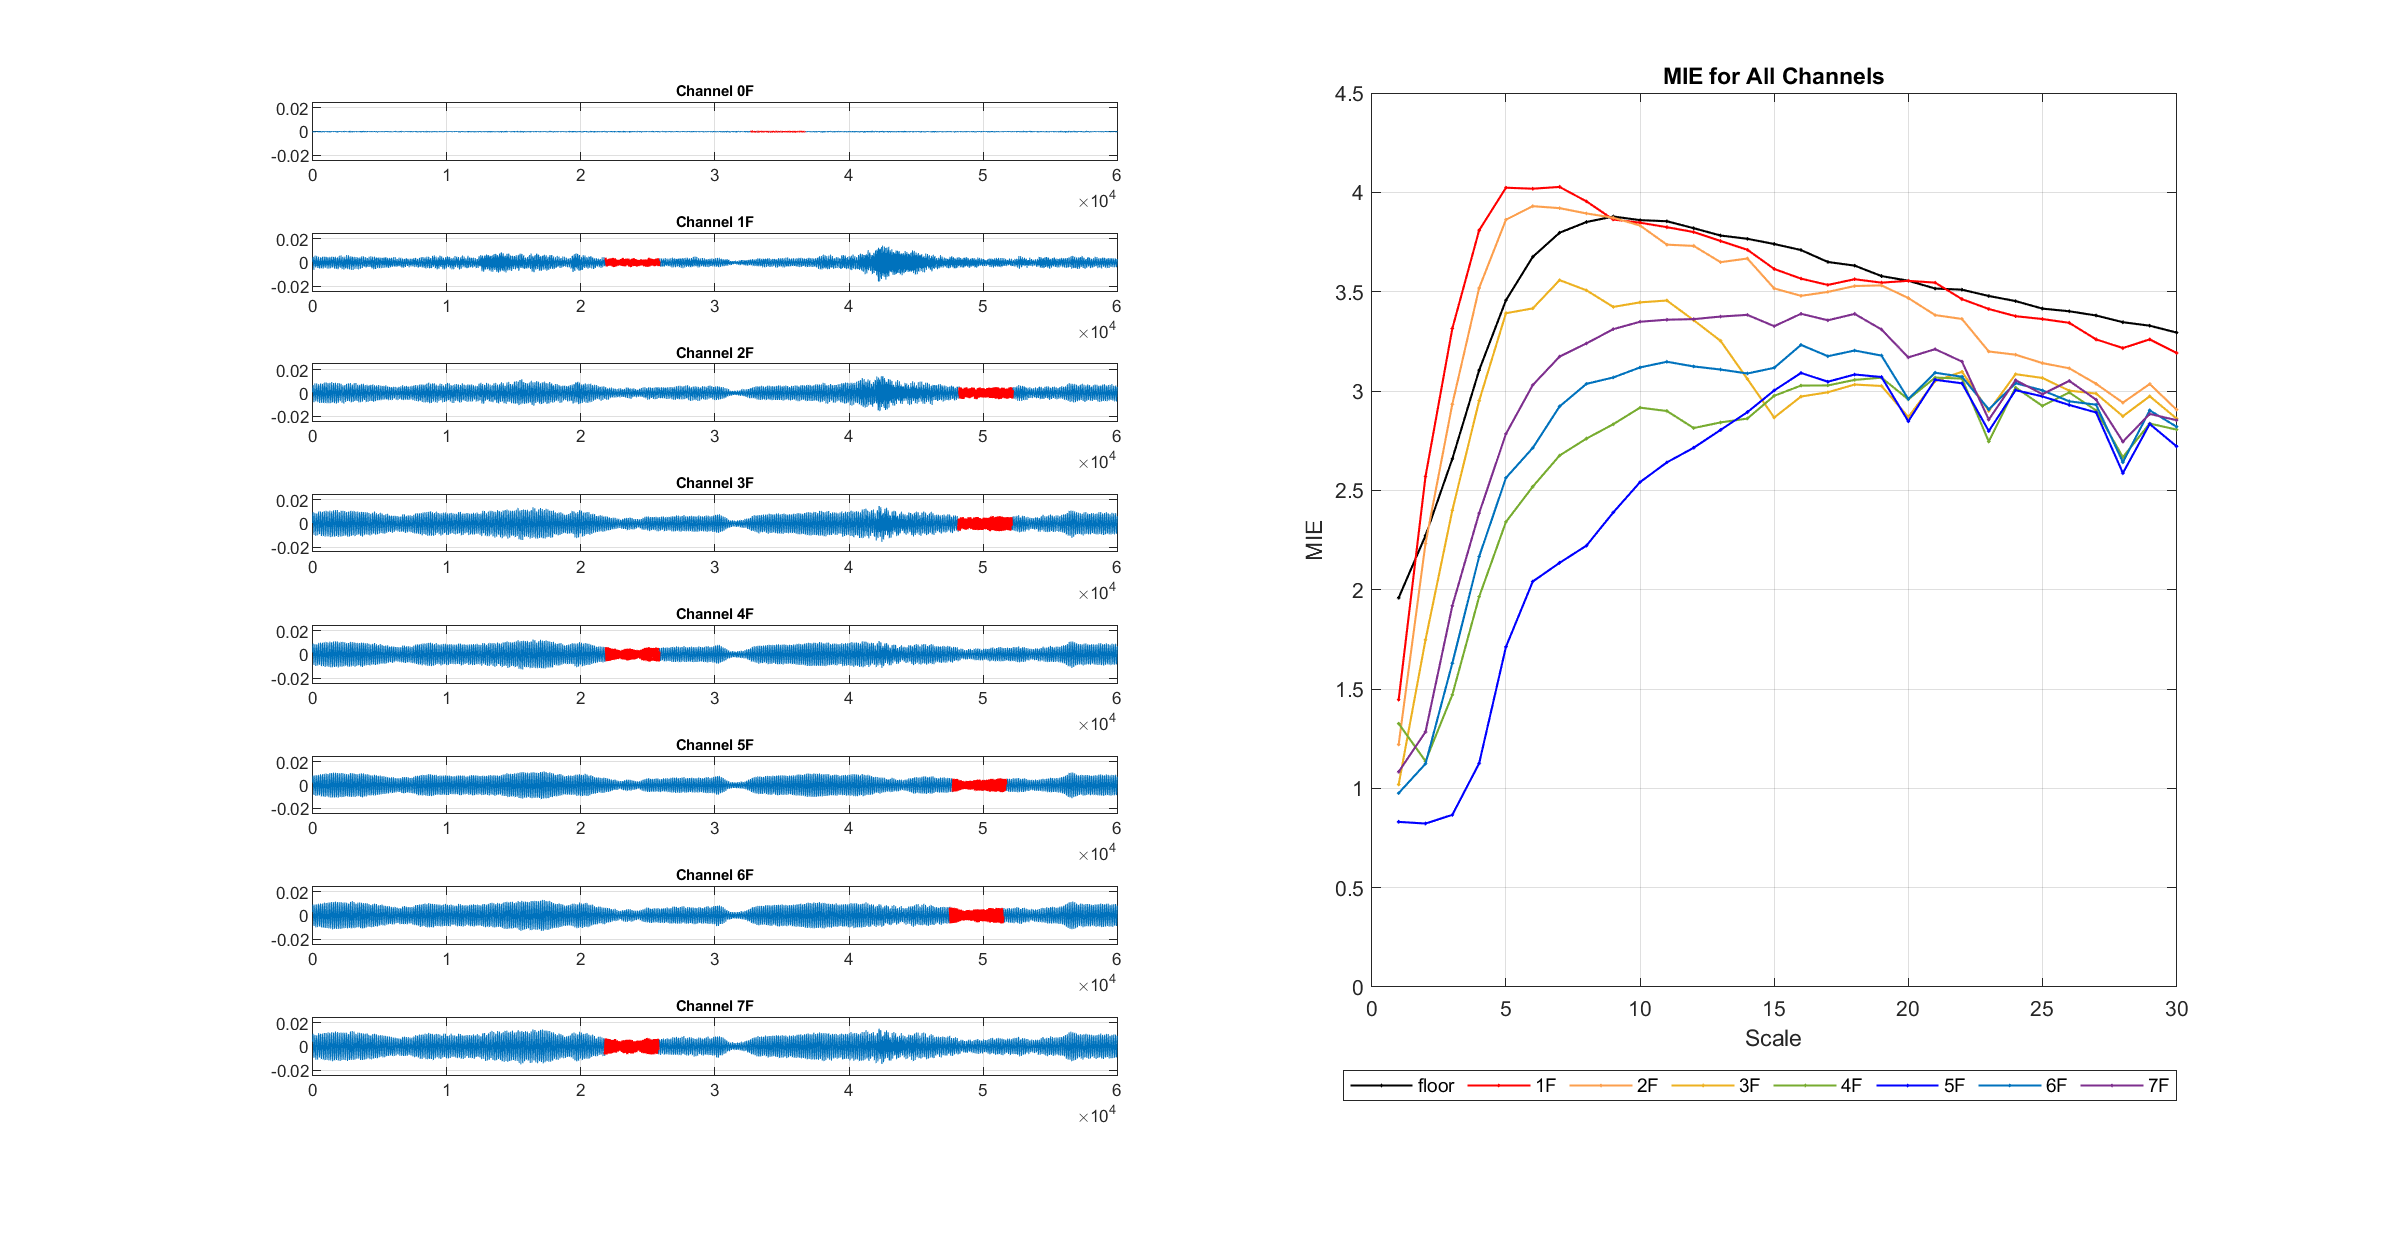 Channel 0F
0.02
0
-0.02
0 1 2 3 4 5 6
×10^4
Channel 1F
0.02
0
-0.02
0 1 2 3 4 5 6
×10^4
Channel 2F
0.02
0
-0.02
0 1 2 3 4 5 6
×10^4
Channel 3F
0.02
0
-0.02
0 1 2 3 4 5 6
×10^4
Channel 4F
0.02
0
-0.02
0 1 2 3 4 5 6
×10^4
Channel 5F
0.02
0
-0.02
0 1 2 3 4 5 6
×10^4
Channel 6F
0.02
0
-0.02
0 1 2 3 4 5 6
×10^4
Channel 7F
0.02
0
-0.02
0 1 2 3 4 5 6
×10^4
MIE for All Channels
4.5
4
3.5
3
2.5
2
1.5
1
0.5
0
MIE
0 5 10 15 20 25 30
Scale
floor 1F 2F 3F 4F 5F 6F 7F